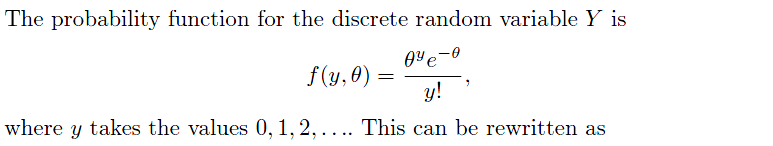 The probability function for the discrete random variable Y is
f(y, θ) = θ^y e^{−θ} / y!,
where y takes the values 0, 1, 2, . . .. This can be rewritten as